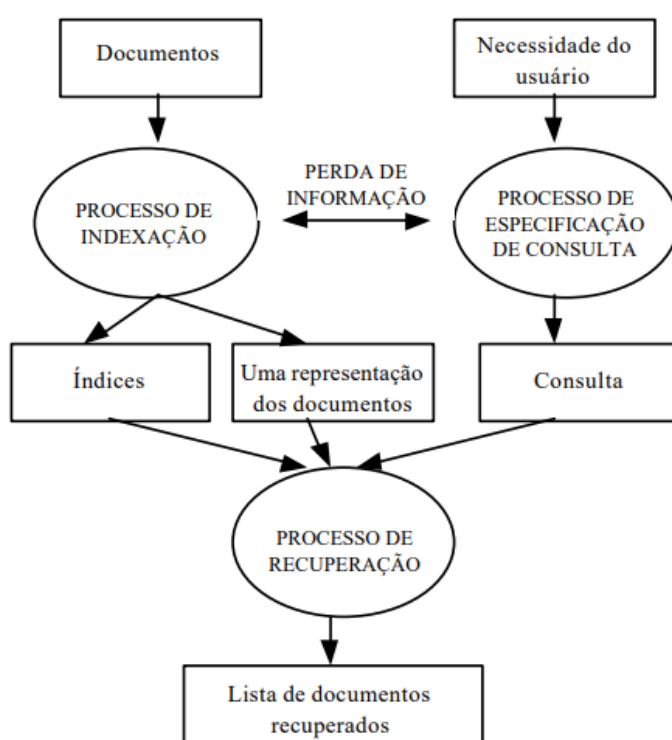 Documentos
Necessidade do
usuário
PERDA DE
INFORMAÇÃO
PROCESSO DE
INDEXAÇÃO
PROCESSO DE
ESPECIFICAÇÃO
DE CONSULTA
Índices
Uma representação
dos documentos
Consulta
PROCESSO DE
RECUPERAÇÃO
Lista de documentos
recuperados